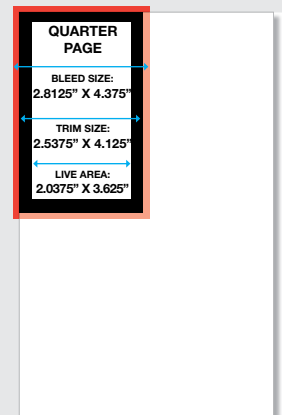 QUARTER
PAGE
BLEED SIZE:
2.8125” X 4.375”
TRIM SIZE:
2.5375” X 4.125”
LIVE AREA:
2.0375” X 3.625”